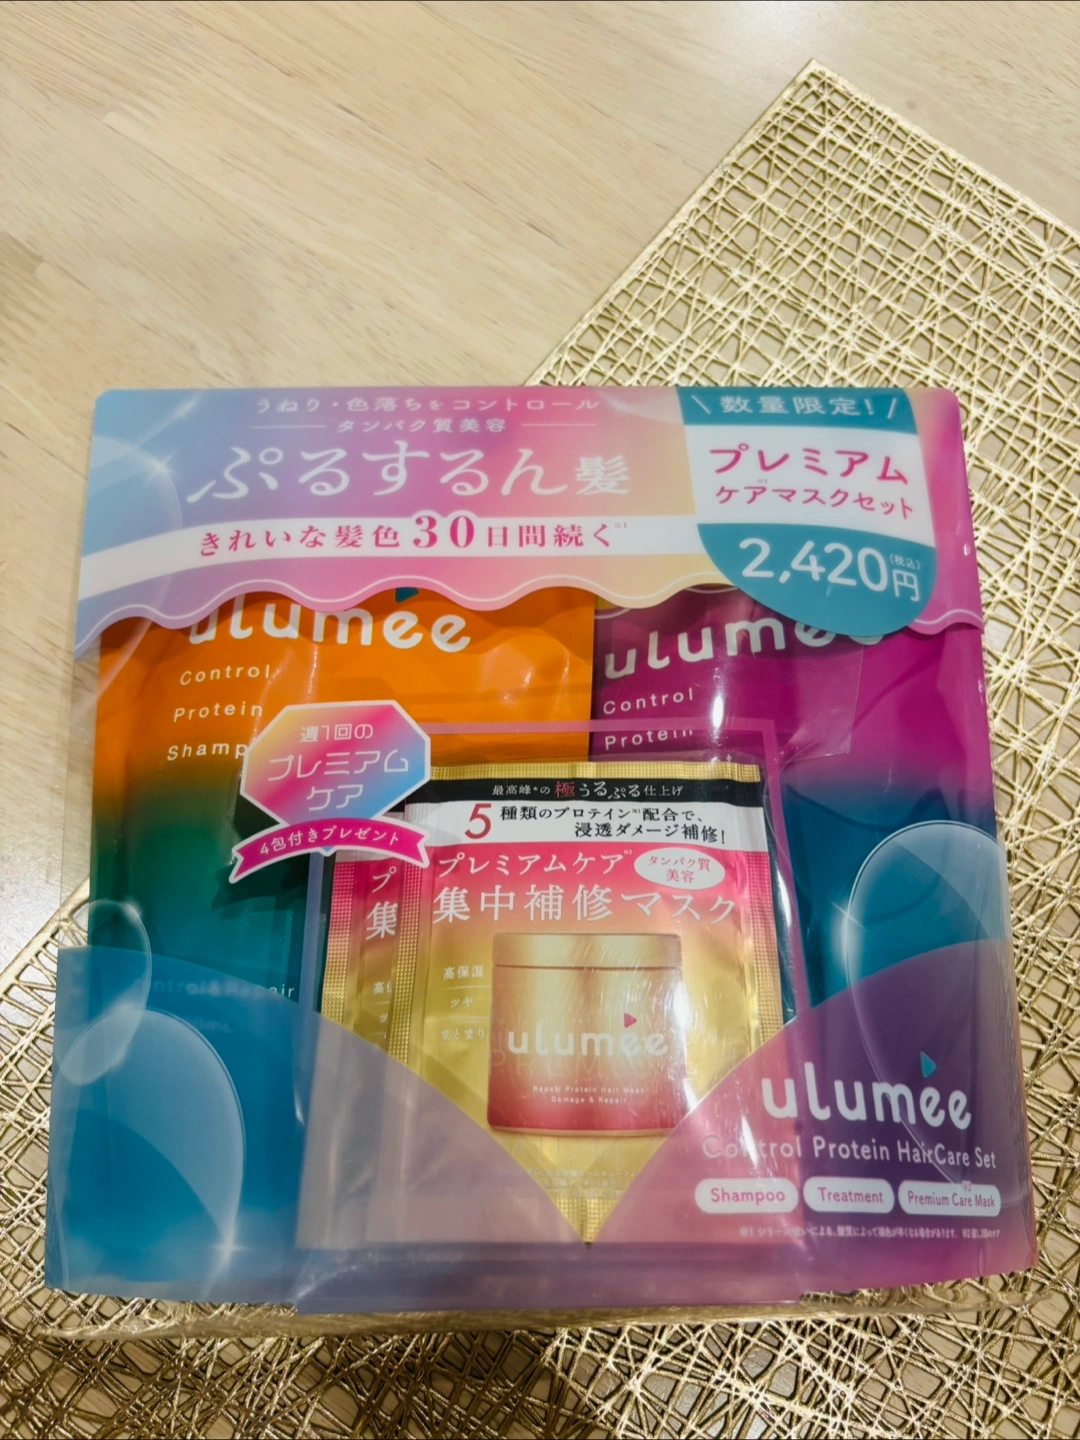 うねり・色落ちをコントロール
タンパク質美容
ぷるするん髪
きれいな髪色30日間続く※1
\ 数量限定! /
プレミアム
ケアマスクセット
2,420円
(税込)
ulumee
Control
Protein
Shamp
ulumee
Control
Protein
週1回の
プレミアム
ケア
4包付きプレゼント
最高峰*の極うるぷる仕上げ
5種類のプロテイン※1配合で、
浸透ダメージ補修!
プレミアムケア※2
タンパク質
美容
集中補修マスク
高保湿
ツヤ
まとまり
ulumee
Repair Protein Hair Mask
Damage & Repair
プ
集
ulumee
Control Protein HairCare Set
Shampoo
Treatment
Premium Care Mask
※2